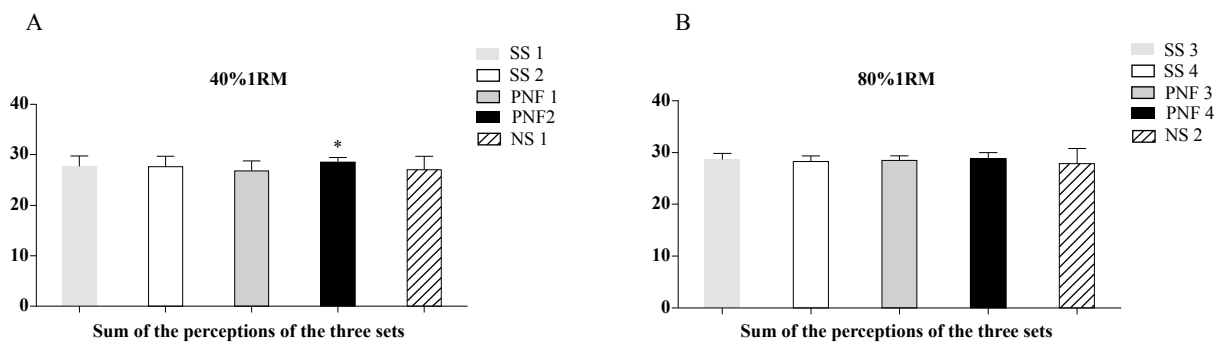 A
SS 1
SS 2
PNF 1
PNF2
NS 1
40%1RM
40
30
20
10
0
*
Sum of the perceptions of the three sets
B
SS 3
SS 4
PNF 3
PNF 4
NS 2
80%1RM
40
30
20
10
0
Sum of the perceptions of the three sets